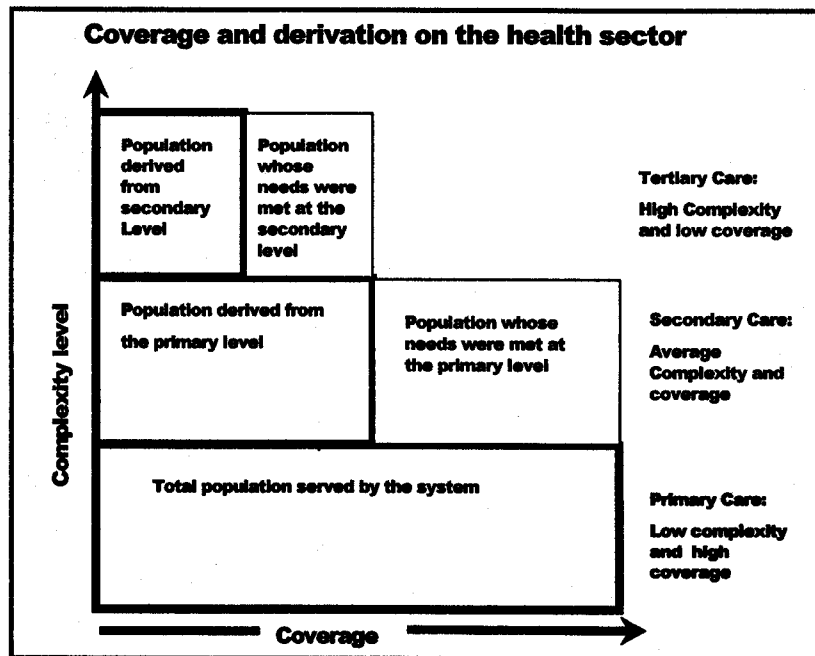 Coverage and derivation on the health sector
Population
derived
from
secondary
Level
Population
whose
needs were
met at the
secondary
level
Tertiary Care:
High Complexity
and low coverage
Population derived from
the primary level
Population whose
needs were met at
the primary level
Secondary Care:
Average
Complexity and
coverage
Total population served by the system
Primary Care:
Low complexity
and high
coverage
Complexity level
Coverage